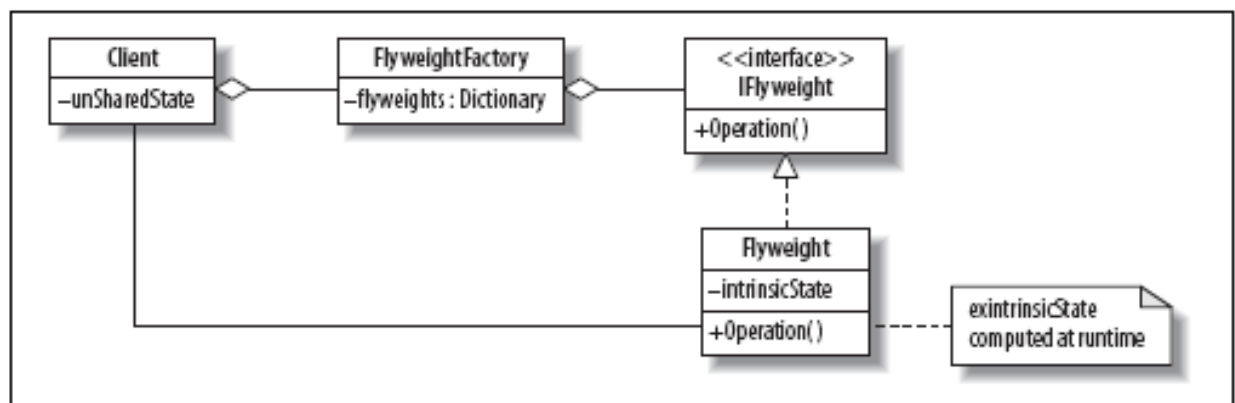 Client
–unSharedState
FlyweightFactory
–flyweights : Dictionary
<<interface>>
IFlyweight
+Operation()
Flyweight
–intrinsicState
+Operation()
exintrinsicState
computed at runtime